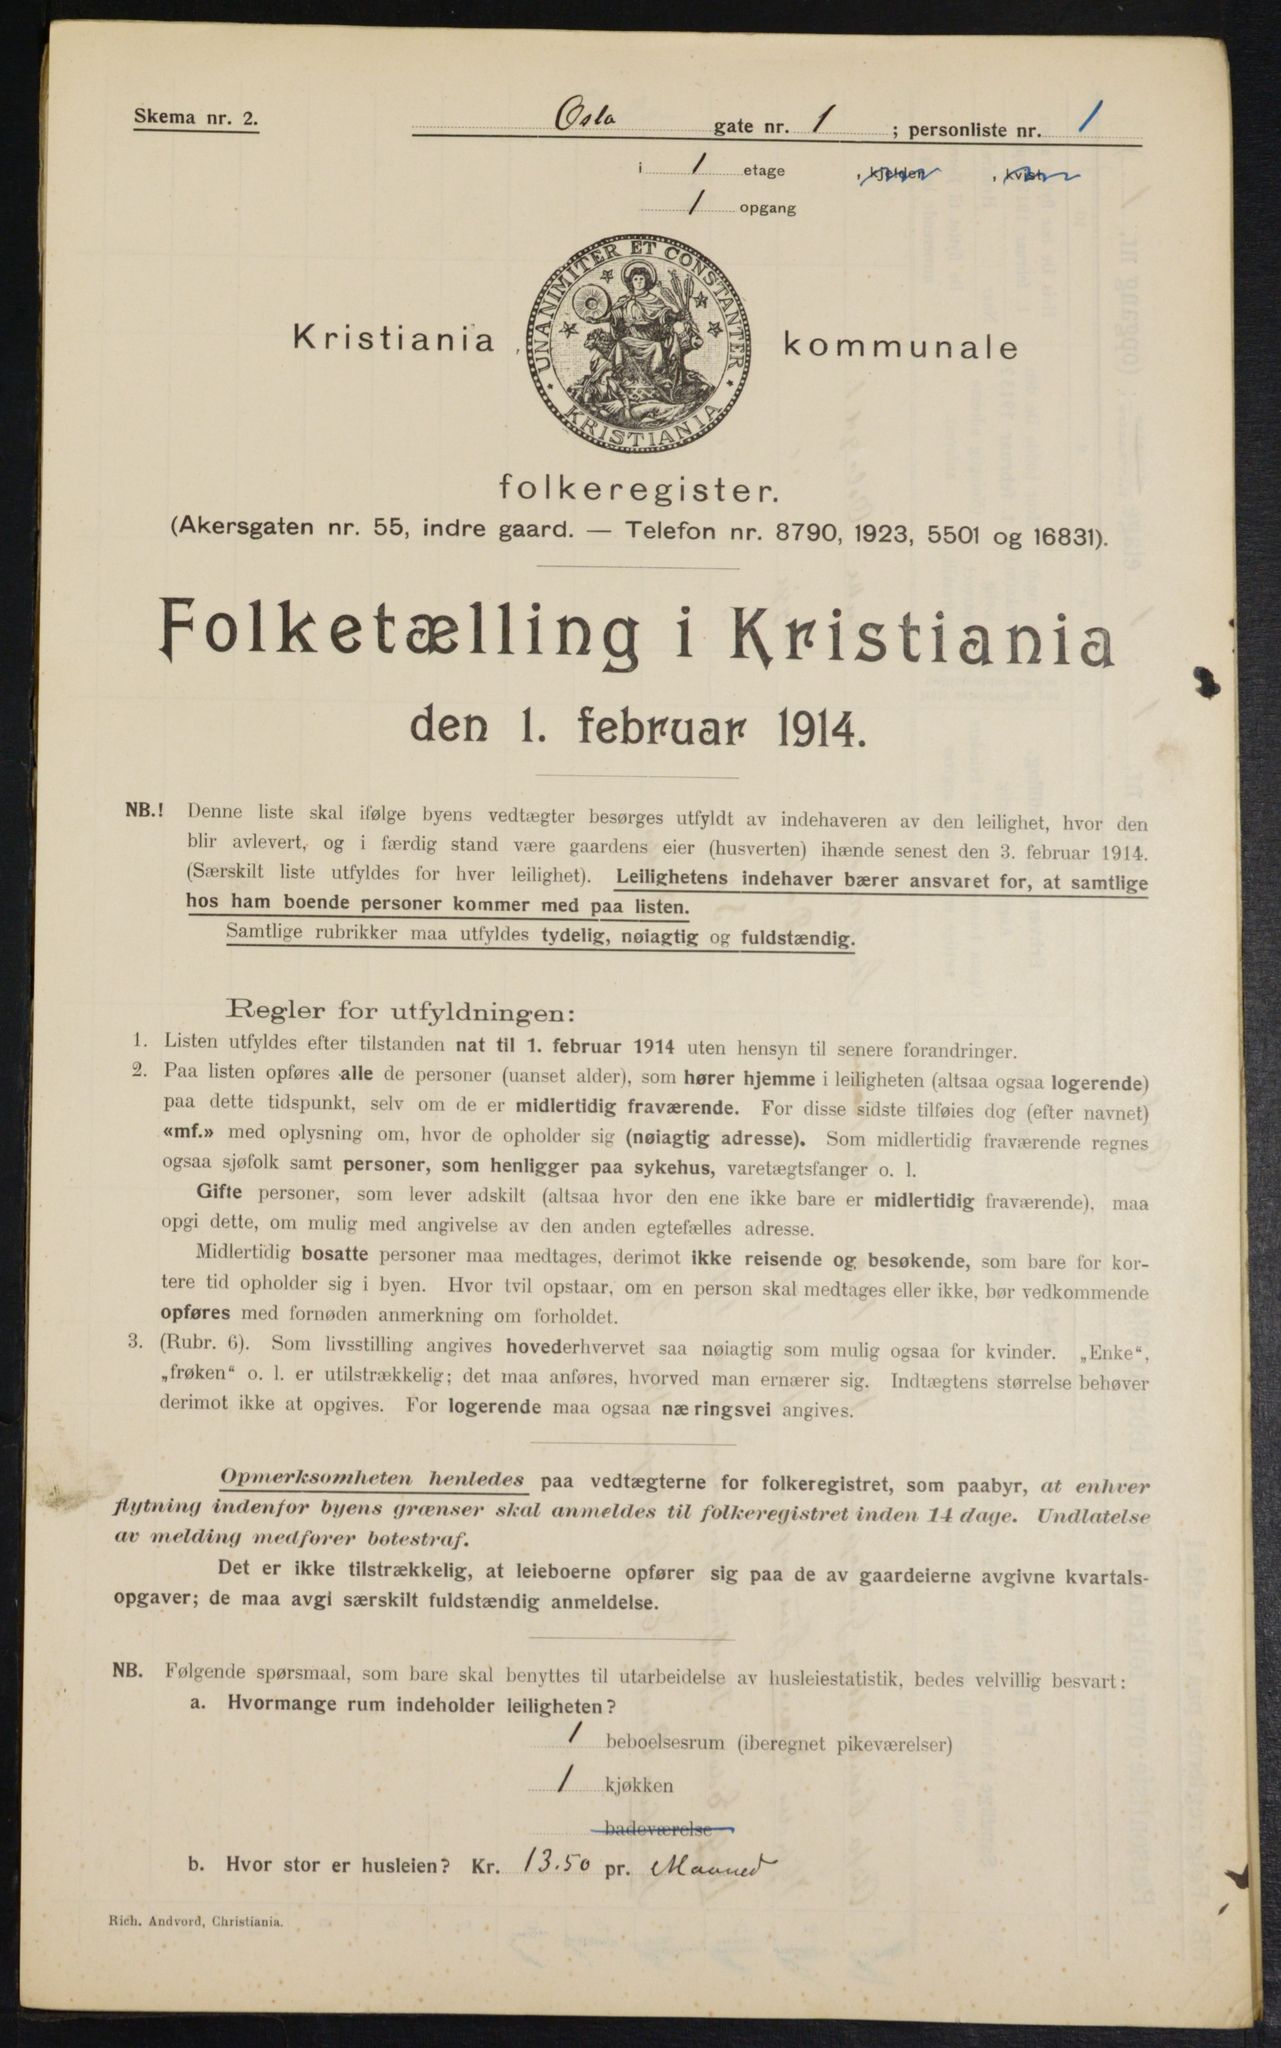 Skema nr. 2.
Oslo gate nr. 1 ; personliste nr. 1
i 1 etage , kjelder , kvist
1 opgang
UNANIMITER ET CONSTANTER
KRISTIANIA
Kristiania kommunale
folkeregister.
(Akersgaten nr. 55, indre gaard. — Telefon nr. 8790, 1923, 5501 og 16831).
Folketælling i Kristiania
den 1. februar 1914.
NB.! Denne liste skal ifølge byens vedtægter besørges utfyldt av indehaveren av den leilighet, hvor den
blir avlevert, og i færdig stand være gaardens eier (husverten) ihænde senest den 3. februar 1914.
(Særskilt liste utfyldes for hver leilighet). Leilighetens indehaver bærer ansvaret for, at samtlige
hos ham boende personer kommer med paa listen.
Samtlige rubrikker maa utfyldes tydelig, nøiagtig og fuldstændig.
Regler for utfyldningen:
1. Listen utfyldes efter tilstanden nat til 1. februar 1914 uten hensyn til senere forandringer.
2. Paa listen opføres alle de personer (uanset alder), som hører hjemme i leiligheten (altsaa ogsaa logerende)
paa dette tidspunkt, selv om de er midlertidig fraværende. For disse sidste tilføies dog (efter navnet)
«mf.» med oplysning om, hvor de opholder sig (nøiagtig adresse). Som midlertidig fraværende regnes
ogsaa sjøfolk samt personer, som henligger paa sykehus, varetægtsfanger o. l.
Gifte personer, som lever adskilt (altsaa hvor den ene ikke bare er midlertidig fraværende), maa
opgi dette, om mulig med angivelse av den anden egtefælles adresse.
Midlertidig bosatte personer maa medtages, derimot ikke reisende og besøkende, som bare for kor-
tere tid opholder sig i byen. Hvor tvil opstaar, om en person skal medtages eller ikke, bør vedkommende
opføres med fornøden anmerkning om forholdet.
3. (Rubr. 6). Som livsstilling angives hovederhvervet saa nøiagtig som mulig ogsaa for kvinder. „Enke“,
„frøken“ o. l. er utilstrækkelig; det maa anføres, hvorved man ernærer sig. Indtægtens størrelse behøver
derimot ikke at opgives. For logerende maa ogsaa næringsvei angives.
Opmerksomheten henledes paa vedtægterne for folkeregistret, som paabyr, at enhver
flytning indenfor byens grænser skal anmeldes til folkeregistret inden 14 dage. Undlatelse
av melding medfører bøtestraf.
Det er ikke tilstrækkelig, at leieboerne opfører sig paa de av gaardeierne avgivne kvartals-
opgaver; de maa avgi særskilt fuldstændig anmeldelse.
NB. Følgende spørsmaal, som bare skal benyttes til utarbeidelse av husleiestatistik, bedes velvillig besvart:
a. Hvormange rum indeholder leiligheten?
1 beboelsesrum (iberegnet pikeværelser)
1 kjøkken
badeværelse
b. Hvor stor er husleien? Kr. 13.50 pr. Maaned
Rich. Andvord, Christiania.